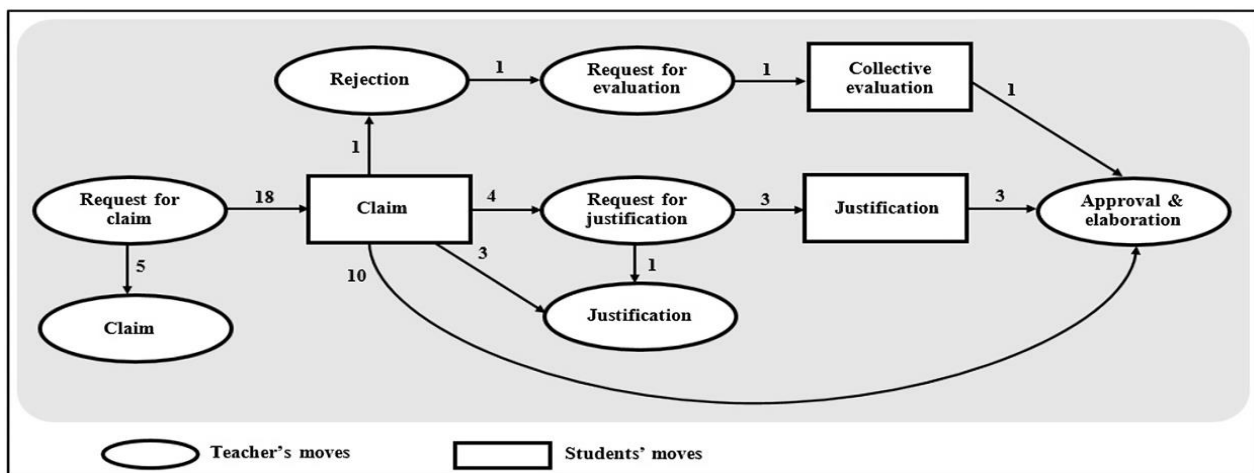 Rejection
1
Request for
evaluation
1
Collective
evaluation
1
1
Request for
claim
18
Claim
4
Request for
justification
3
Justification
3
Approval &
elaboration
5
10
3
1
Claim
Justification
Teacher's moves
Students' moves